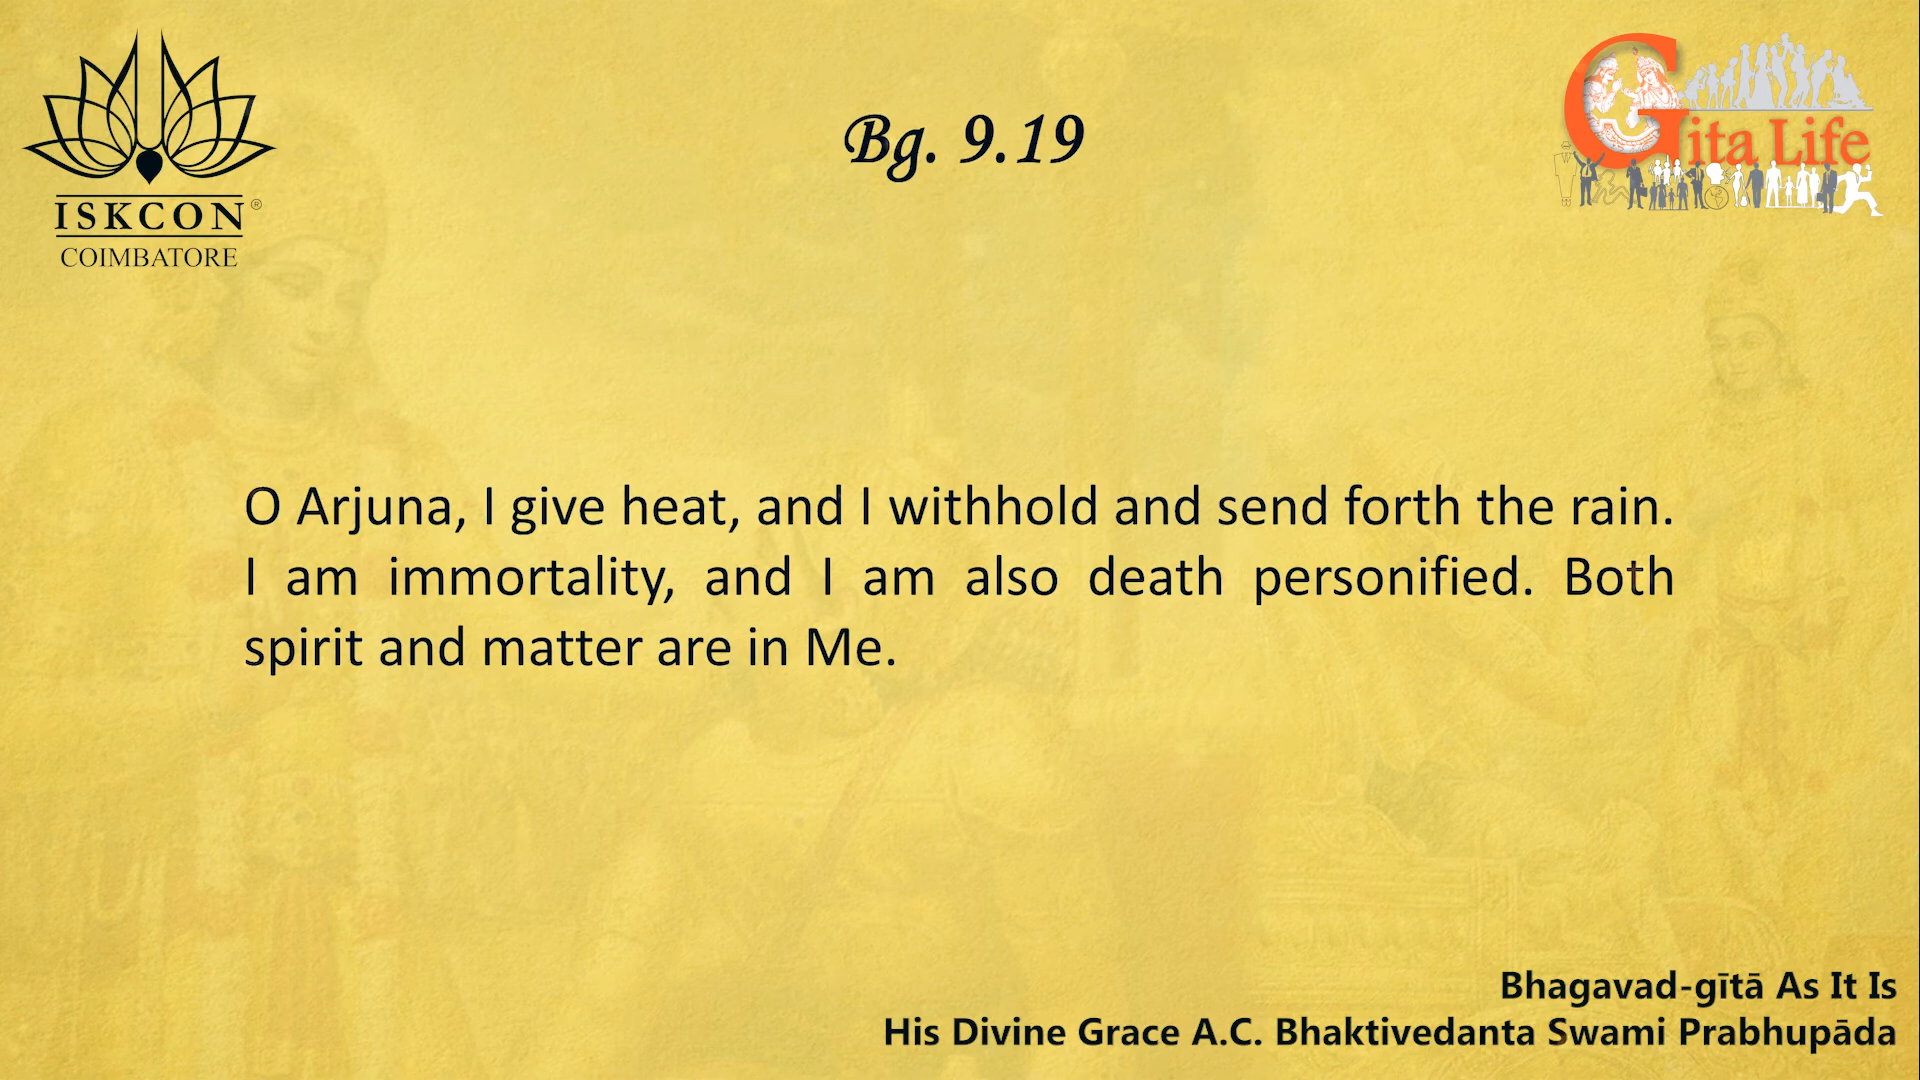 ISKCON®
COIMBATORE
Bg. 9.19
Gita Life
O Arjuna, I give heat, and I withhold and send forth the rain.
I am immortality, and I am also death personified. Both
spirit and matter are in Me.
Bhagavad-gītā As It Is
His Divine Grace A.C. Bhaktivedanta Swami Prabhupāda